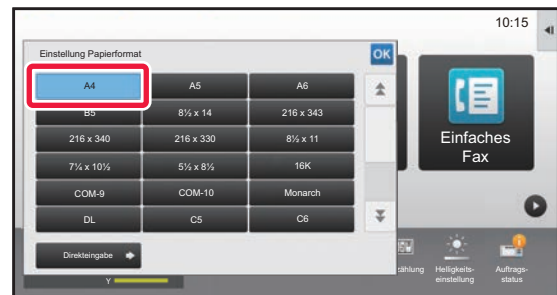 10:15
Einstellung Papierformat
OK
A4 A5 A6
B5 8½ x 14 216 x 343
216 x 340 216 x 330 8½ x 11
7¼ x 10½ 5½ x 8½ 16K
COM-9 COM-10 Monarch
DL C5 C6
Direkteingabe
Einfaches
Fax
zählung Helligkeits-
einstellung Auftrags-
status
Y